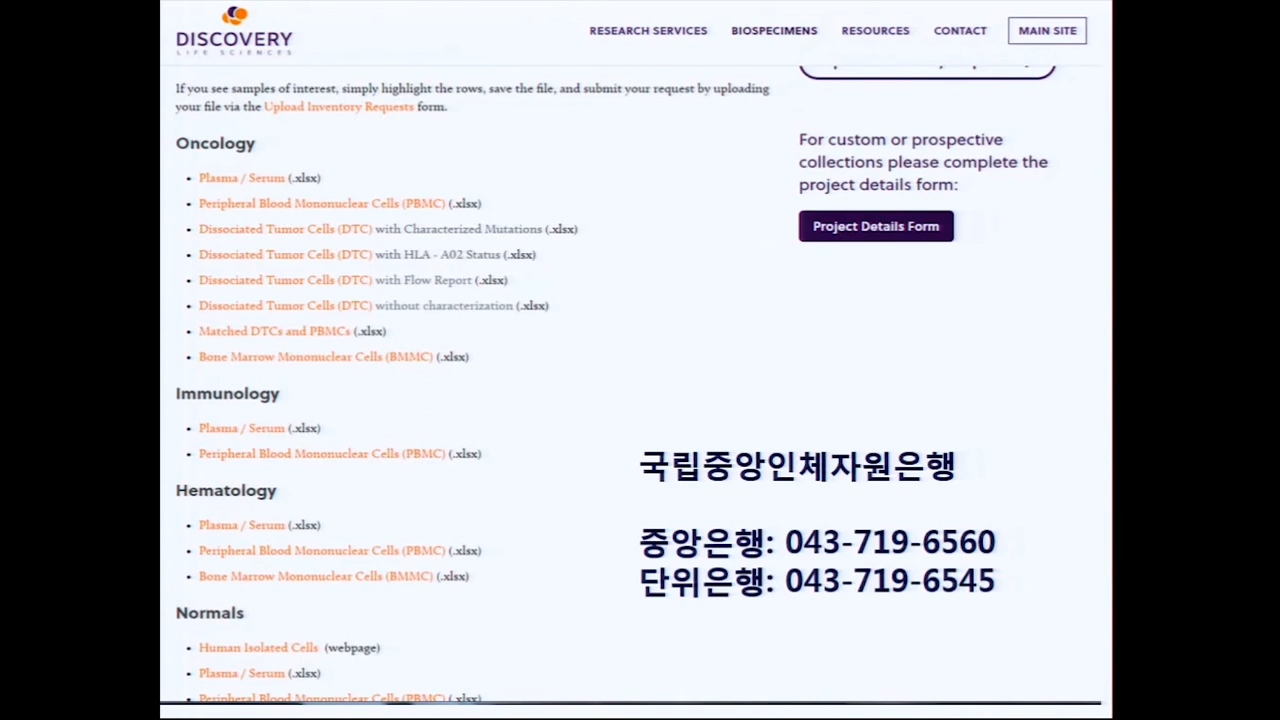 DISCOVERY
LIFE SCIENCES
RESEARCH SERVICES
BIOSPECIMENS
RESOURCES
CONTACT
MAIN SITE
If you see samples of interest, simply highlight the rows, save the file, and submit your request by uploading
your file via the Upload Inventory Requests form.
Oncology
• Plasma / Serum (.xlsx)
• Peripheral Blood Mononuclear Cells (PBMC) (.xlsx)
• Dissociated Tumor Cells (DTC) with Characterized Mutations (.xlsx)
• Dissociated Tumor Cells (DTC) with HLA - A02 Status (.xlsx)
• Dissociated Tumor Cells (DTC) with Flow Report (.xlsx)
• Dissociated Tumor Cells (DTC) without characterization (.xlsx)
• Matched DTCs and PBMCs (.xlsx)
• Bone Marrow Mononuclear Cells (BMMC) (.xlsx)
Immunology
• Plasma / Serum (.xlsx)
• Peripheral Blood Mononuclear Cells (PBMC) (.xlsx)
Hematology
• Plasma / Serum (.xlsx)
• Peripheral Blood Mononuclear Cells (PBMC) (.xlsx)
• Bone Marrow Mononuclear Cells (BMMC) (.xlsx)
Normals
• Human Isolated Cells (webpage)
• Plasma / Serum (.xlsx)
• Peripheral Blood Mononuclear Cells (PBMC) (.xlsx)
For custom or prospective
collections please complete the
project details form:
Project Details Form
국립중앙인체자원은행
중앙은행: 043-719-6560
단위은행: 043-719-6545